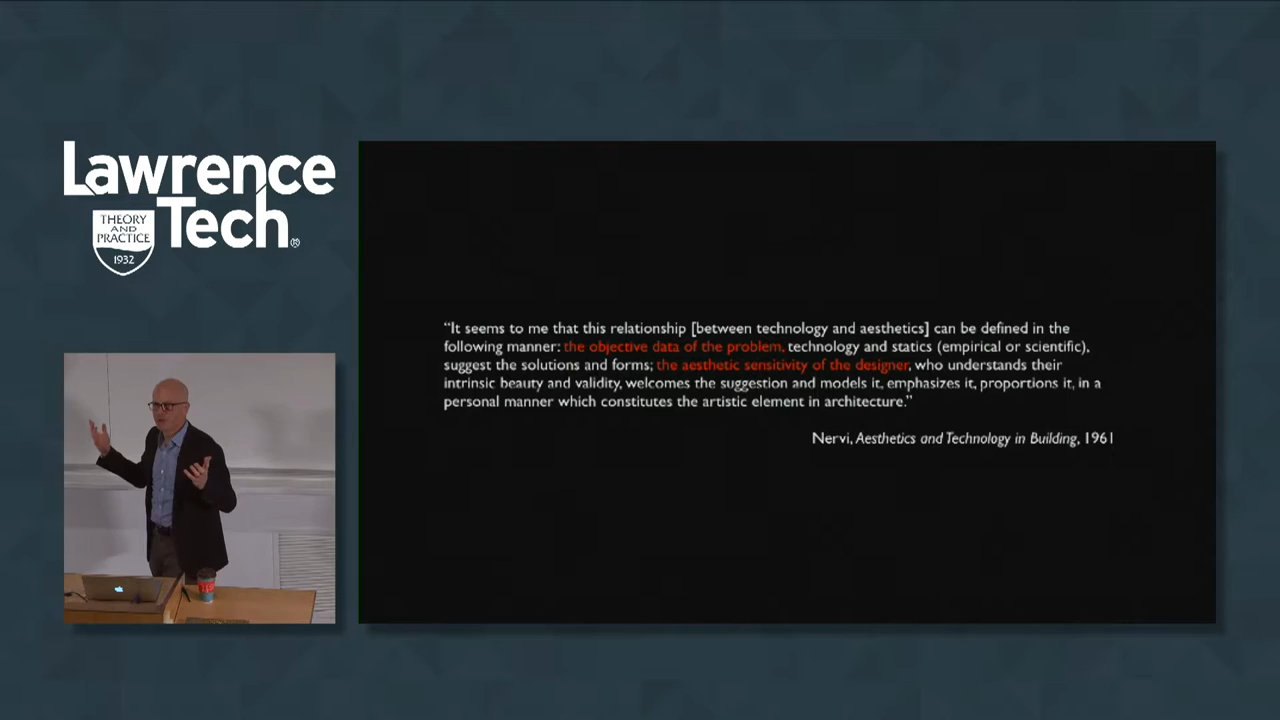 Lawrence
Tech®
THEORY
AND
PRACTICE
1932
“It seems to me that this relationship [between technology and aesthetics] can be defined in the
following manner: the objective data of the problem, technology and statics (empirical or scientific),
suggest the solutions and forms; the aesthetic sensitivity of the designer, who understands their
intrinsic beauty and validity, welcomes the suggestion and models it, emphasizes it, proportions it, in a
personal manner which constitutes the artistic element in architecture.”
Nervi, Aesthetics and Technology in Building, 1961